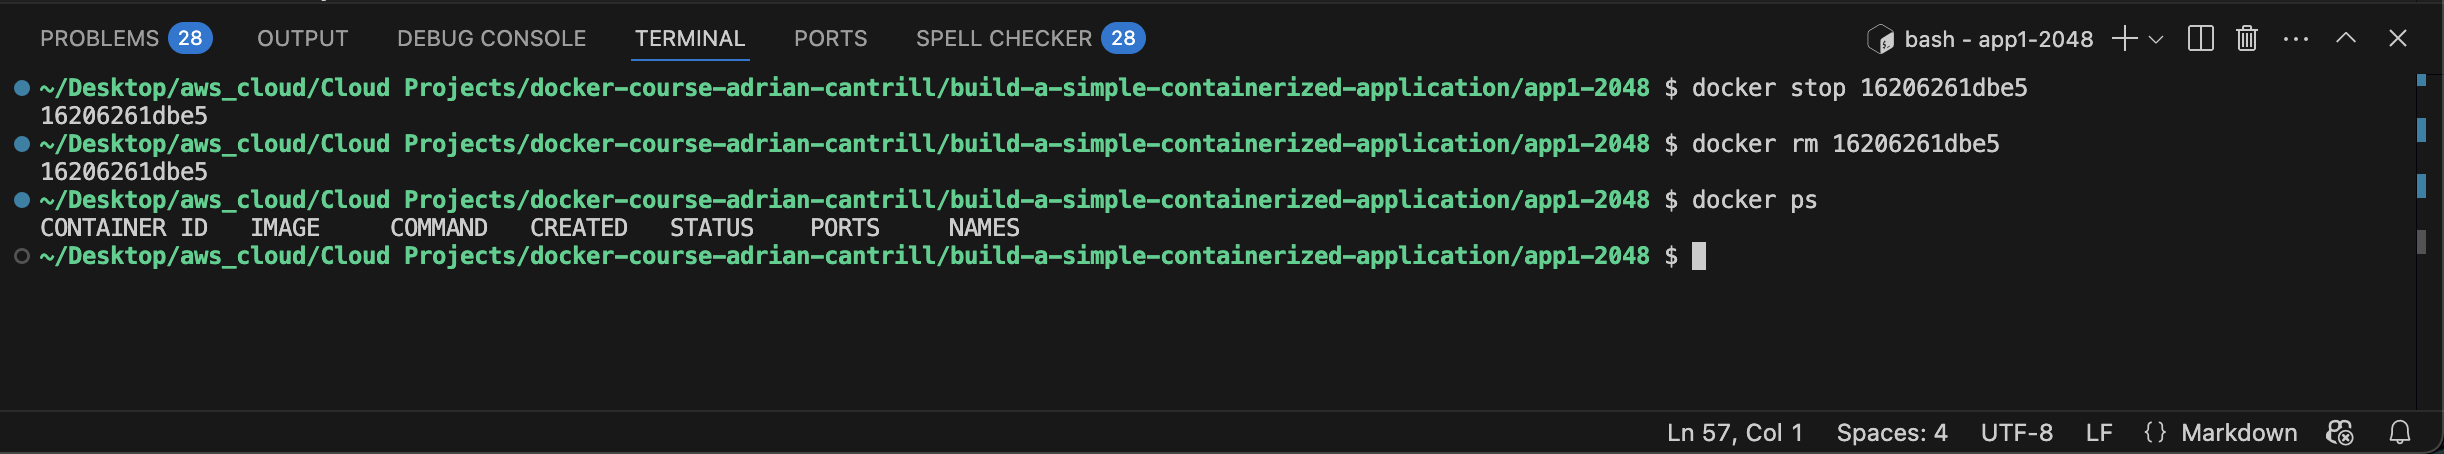 PROBLEMS 28 OUTPUT DEBUG CONSOLE TERMINAL PORTS SPELL CHECKER 28 bash - app1-2048
~/Desktop/aws_cloud/Cloud Projects/docker-course-adrian-cantrill/build-a-simple-containerized-application/app1-2048 $ docker stop 16206261dbe5
16206261dbe5
~/Desktop/aws_cloud/Cloud Projects/docker-course-adrian-cantrill/build-a-simple-containerized-application/app1-2048 $ docker rm 16206261dbe5
16206261dbe5
~/Desktop/aws_cloud/Cloud Projects/docker-course-adrian-cantrill/build-a-simple-containerized-application/app1-2048 $ docker ps
CONTAINER ID IMAGE COMMAND CREATED STATUS PORTS NAMES
~/Desktop/aws_cloud/Cloud Projects/docker-course-adrian-cantrill/build-a-simple-containerized-application/app1-2048 $
Ln 57, Col 1 Spaces: 4 UTF-8 LF {} Markdown